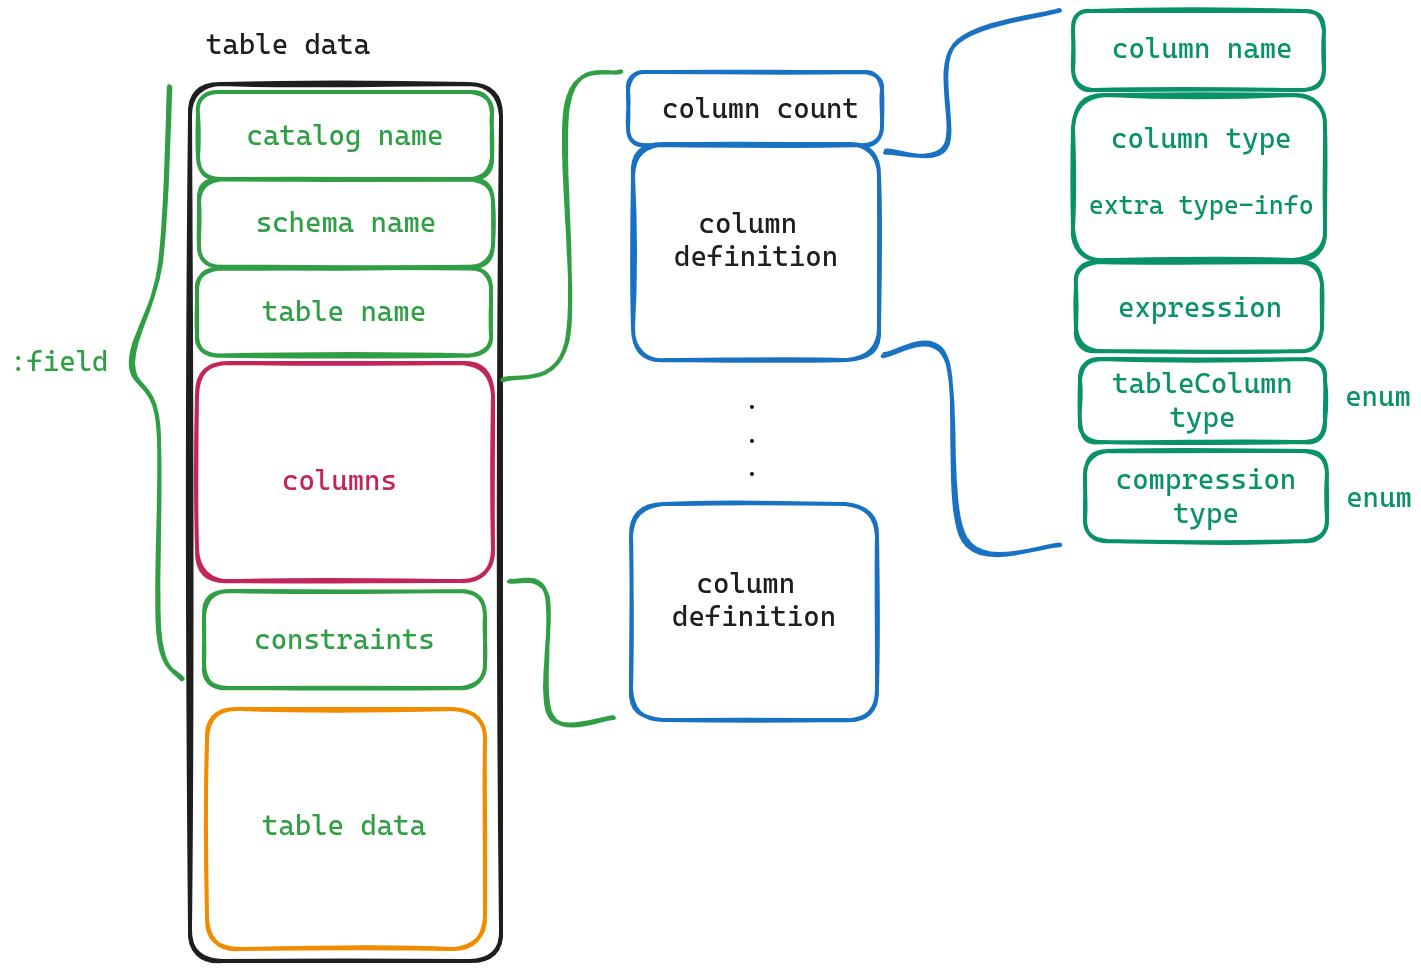 table data
catalog name
schema name
table name
:field
columns
constraints
table data
column count
column
definition
.
.
.
column
definition
column name
column type
extra type-info
expression
tableColumn
type
enum
compression
type
enum